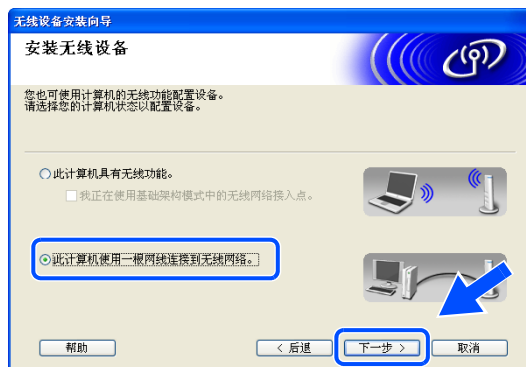 无线设备安装向导
安装无线设备
您也可使用计算机的无线功能配置设备。
请选择您的计算机状态以配置设备。
此计算机具有无线功能。
我正在使用基础架构模式中的无线网络接入点。
此计算机使用一根网线连接到无线网络。
帮助
< 后退
下一步 >
取消